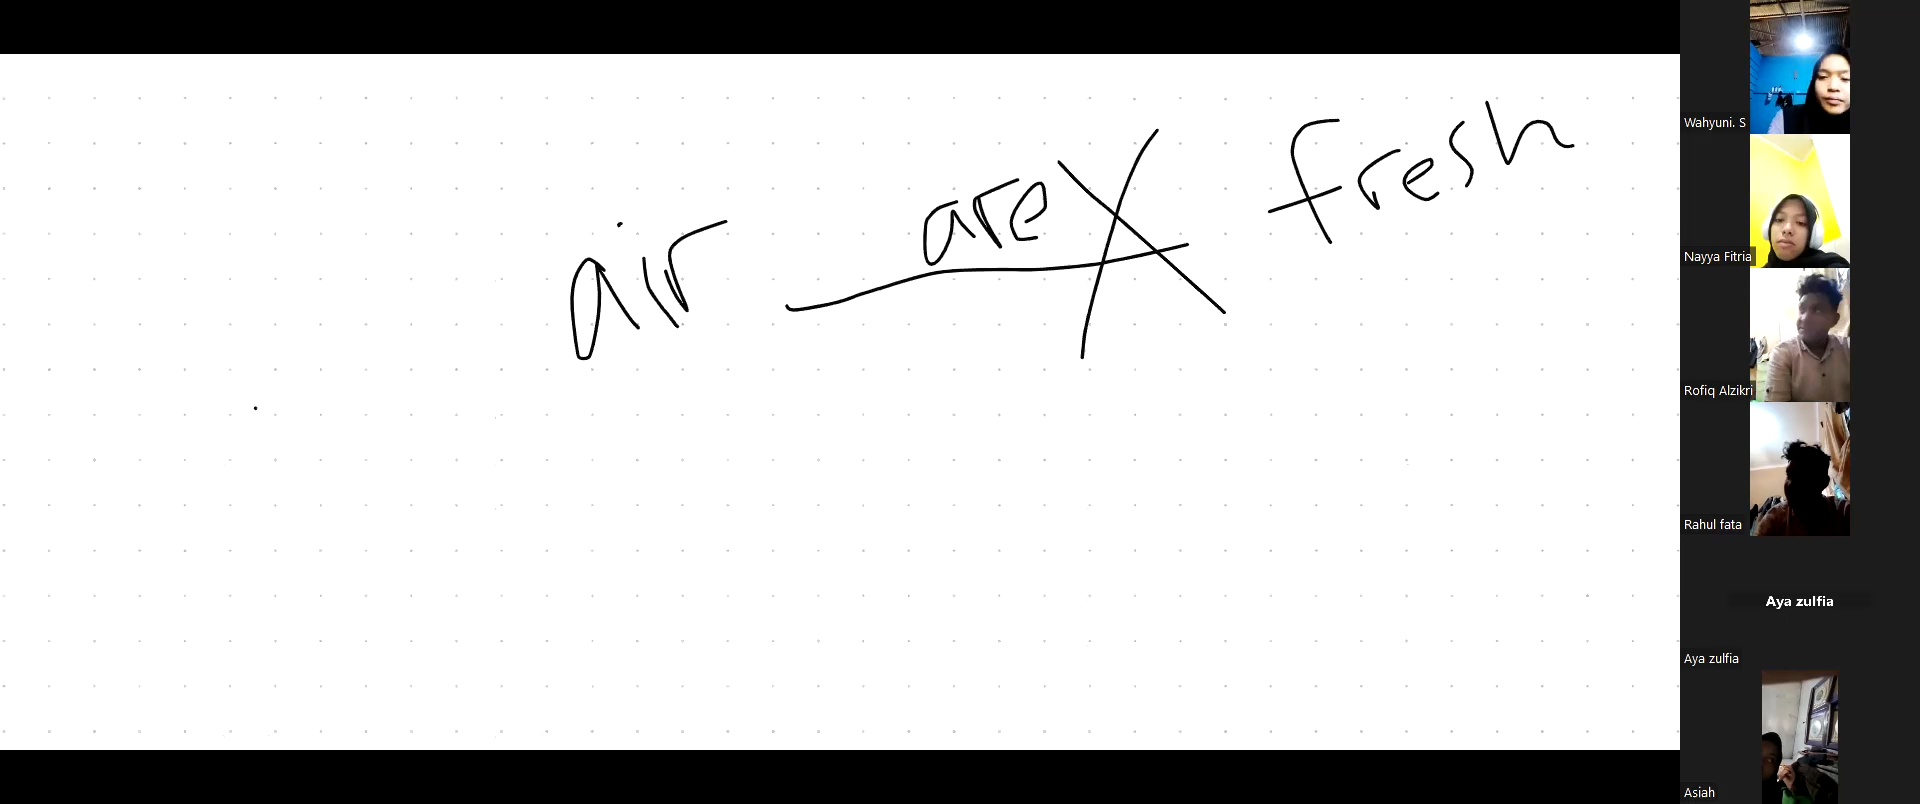 air are fresh
Wahyuni. S
Nayya Fitria
Rofiq Alzikri
Rahul fata
Aya zulfia
Aya zulfia
Asiah